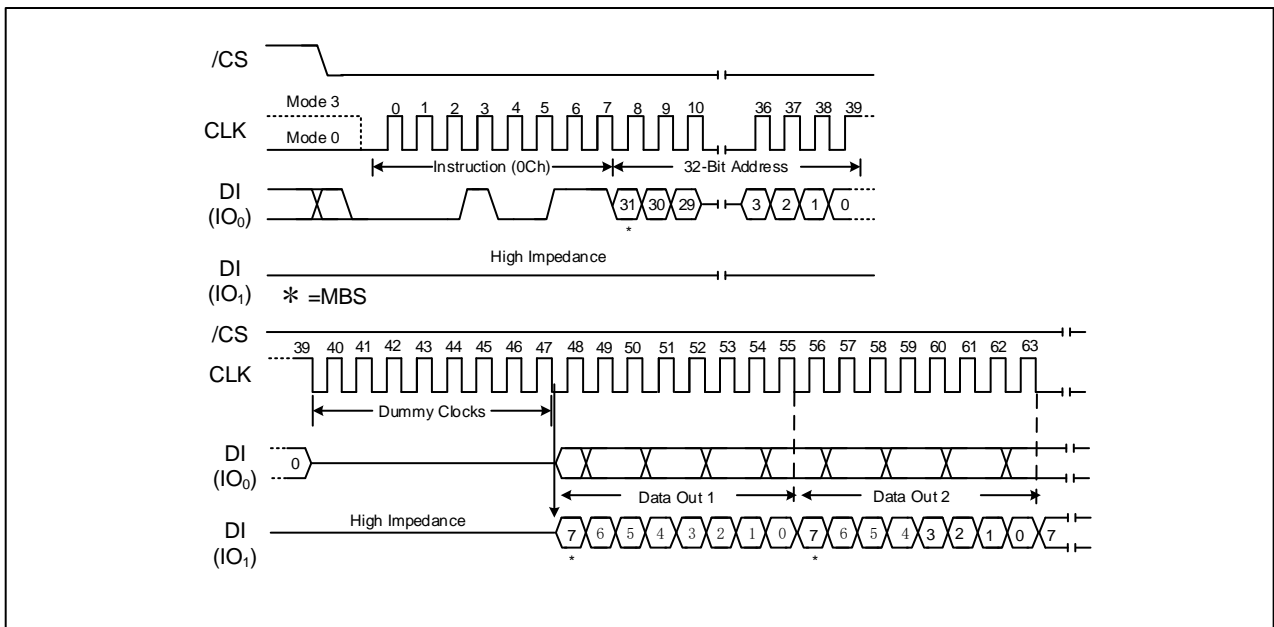 /CS
Mode 3
0 1 2 3 4 5 6 7 8 9 10 36 37 38 39
CLK
Mode 0
Instruction (0Ch) 32-Bit Address
DI
(IO0)
31 30 29 3 2 1 0
*
High Impedance
DI
(IO1)
* =MBS
/CS
39 40 41 42 43 44 45 46 47 48 49 50 51 52 53 54 55 56 57 58 59 60 61 62 63
CLK
Dummy Clocks
DI
(IO0)
0
Data Out 1 Data Out 2
High Impedance
DI
(IO1)
7 6 5 4 3 2 1 0 7 6 5 4 3 2 1 0 7
* *